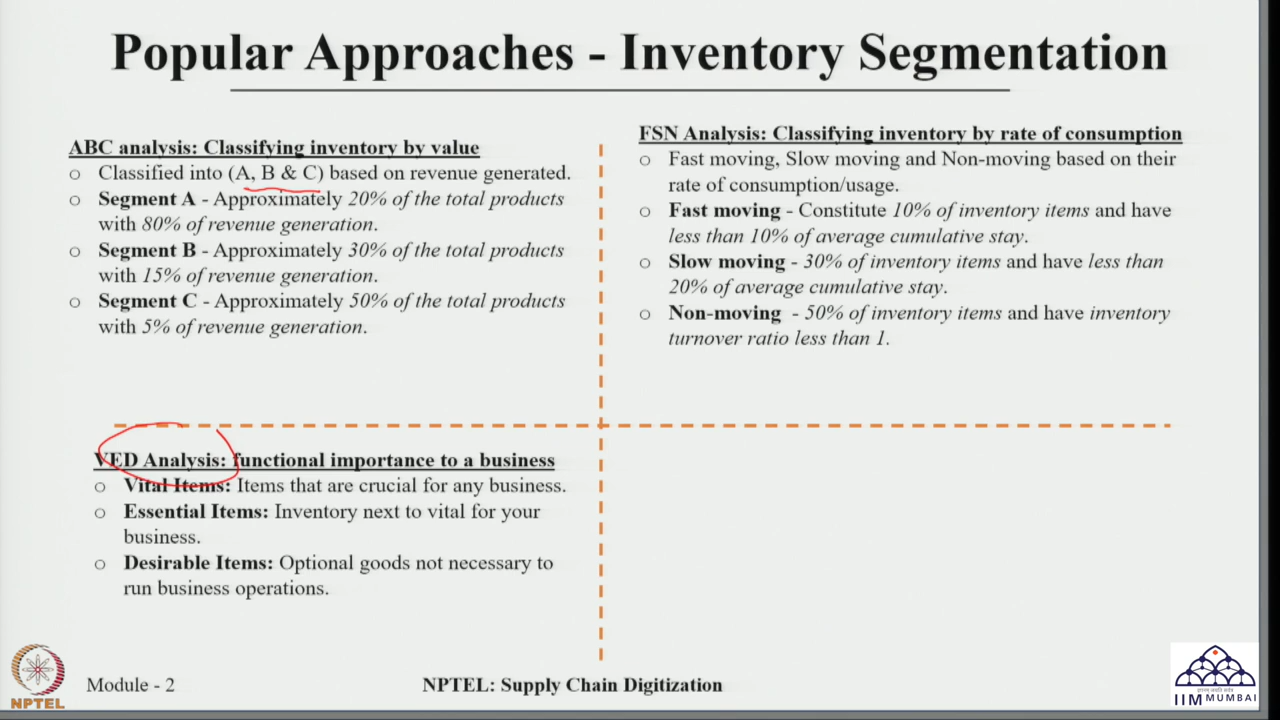 Popular Approaches - Inventory Segmentation
ABC analysis: Classifying inventory by value
o Classified into (A, B & C) based on revenue generated.
o Segment A - Approximately 20% of the total products
with 80% of revenue generation.
o Segment B - Approximately 30% of the total products
with 15% of revenue generation.
o Segment C - Approximately 50% of the total products
with 5% of revenue generation.
FSN Analysis: Classifying inventory by rate of consumption
o Fast moving, Slow moving and Non-moving based on their
rate of consumption/usage.
o Fast moving - Constitute 10% of inventory items and have
less than 10% of average cumulative stay.
o Slow moving - 30% of inventory items and have less than
20% of average cumulative stay.
o Non-moving - 50% of inventory items and have inventory
turnover ratio less than 1.
VED Analysis: functional importance to a business
o Vital Items: Items that are crucial for any business.
o Essential Items: Inventory next to vital for your
business.
o Desirable Items: Optional goods not necessary to
run business operations.
NPTEL
Module - 2
NPTEL: Supply Chain Digitization
IIM MUMBAI